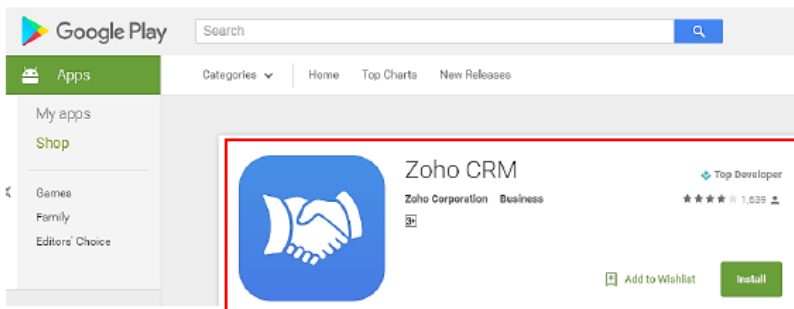 Google Play
Search
Apps
Categories
Home
Top Charts
New Releases
My apps
Shop
Games
Family
Editors' Choice
Zoho CRM
Top Developer
Zoho Corporation Business
1,639
3+
Add to Wishlist
Install